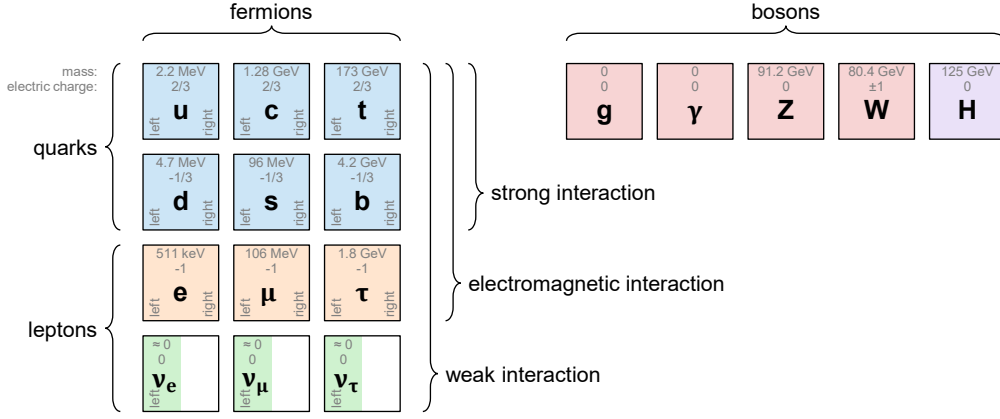 fermions bosons
mass: 2.2 MeV 1.28 GeV 173 GeV 0 0 91.2 GeV 80.4 GeV 125 GeV
electric charge: 2/3 2/3 2/3 0 0 0 ±1 0
u c t g γ Z W H
left right left right left right
quarks
4.7 MeV 96 MeV 4.2 GeV
-1/3 -1/3 -1/3
d s b
left right left right left right
strong interaction
511 keV 106 MeV 1.8 GeV
-1 -1 -1
e μ τ
left right left right left right
electromagnetic interaction
leptons
≈ 0 ≈ 0 ≈ 0
0 0 0
νe νμ ντ
left left left
weak interaction